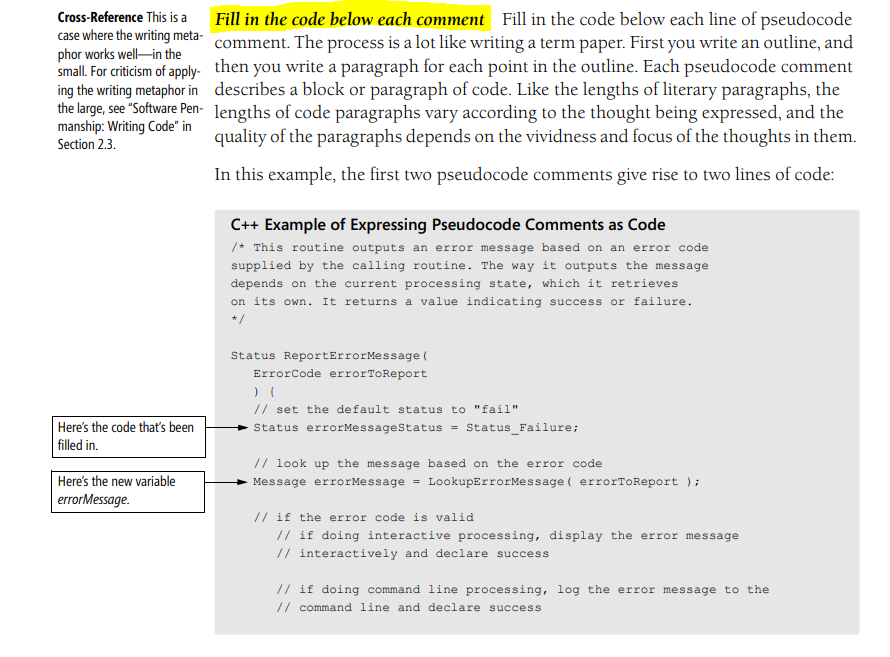 Cross-Reference This is a
case where the writing meta-
phor works well—in the
small. For criticism of apply-
ing the writing metaphor in
the large, see "Software Pen-
manship: Writing Code" in
Section 2.3.
Fill in the code below each comment Fill in the code below each line of pseudocode
comment. The process is a lot like writing a term paper. First you write an outline, and
then you write a paragraph for each point in the outline. Each pseudocode comment
describes a block or paragraph of code. Like the lengths of literary paragraphs, the
lengths of code paragraphs vary according to the thought being expressed, and the
quality of the paragraphs depends on the vividness and focus of the thoughts in them.
In this example, the first two pseudocode comments give rise to two lines of code:
C++ Example of Expressing Pseudocode Comments as Code
/* This routine outputs an error message based on an error code
supplied by the calling routine. The way it outputs the message
depends on the current processing state, which it retrieves
on its own. It returns a value indicating success or failure.
*/
Status ReportErrorMessage(
ErrorCode errorToReport
) {
// set the default status to "fail"
Here's the code that's been
filled in.
Status errorMessageStatus = Status_Failure;
// look up the message based on the error code
Here's the new variable
errorMessage.
Message errorMessage = LookupErrorMessage( errorToReport );
// if the error code is valid
// if doing interactive processing, display the error message
// interactively and declare success
// if doing command line processing, log the error message to the
// command line and declare success